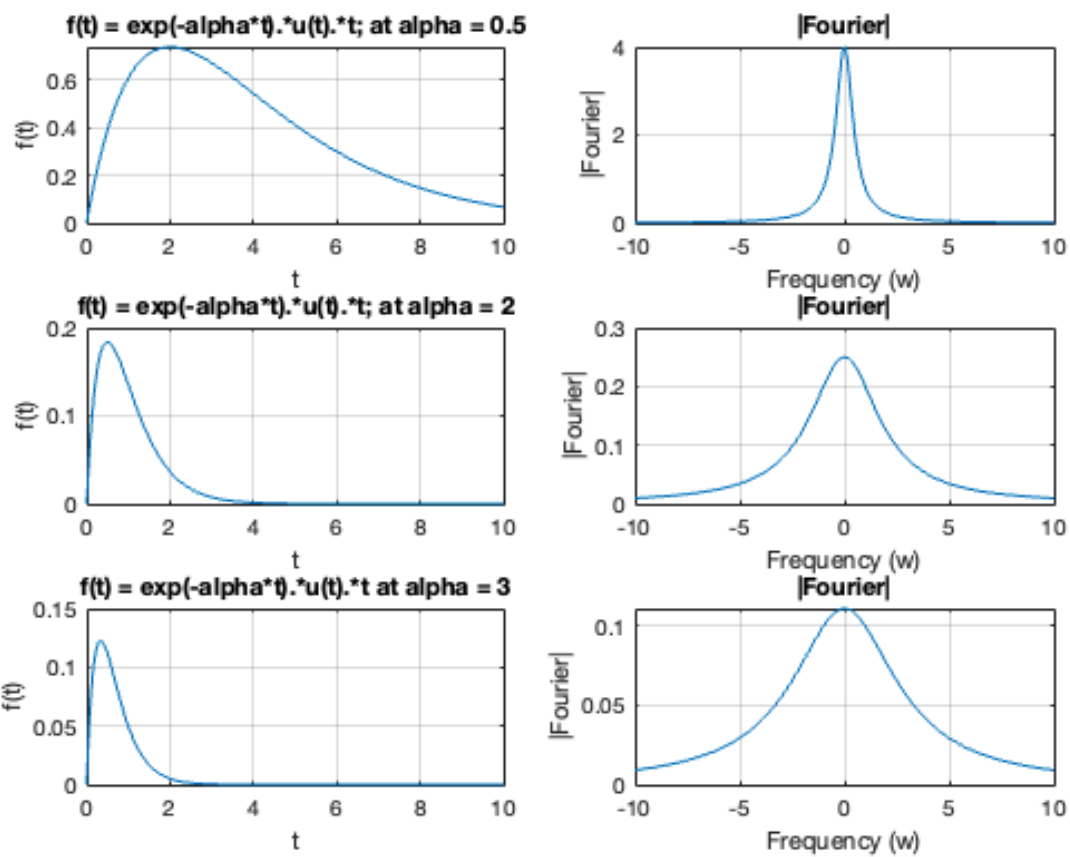 f(t) = exp(-alpha*t).*u(t).*t; at alpha = 0.5
f(t)
0.6
0.4
0.2
0
0 2 4 6 8 10
t
|Fourier|
|Fourier|
4
2
0
-10 -5 0 5 10
Frequency (w)
f(t) = exp(-alpha*t).*u(t).*t; at alpha = 2
f(t)
0.2
0.1
0
0 2 4 6 8 10
t
|Fourier|
|Fourier|
0.3
0.2
0.1
0
-10 -5 0 5 10
Frequency (w)
f(t) = exp(-alpha*t).*u(t).*t at alpha = 3
f(t)
0.15
0.1
0.05
0
0 2 4 6 8 10
t
|Fourier|
|Fourier|
0.1
0.05
0
-10 -5 0 5 10
Frequency (w)